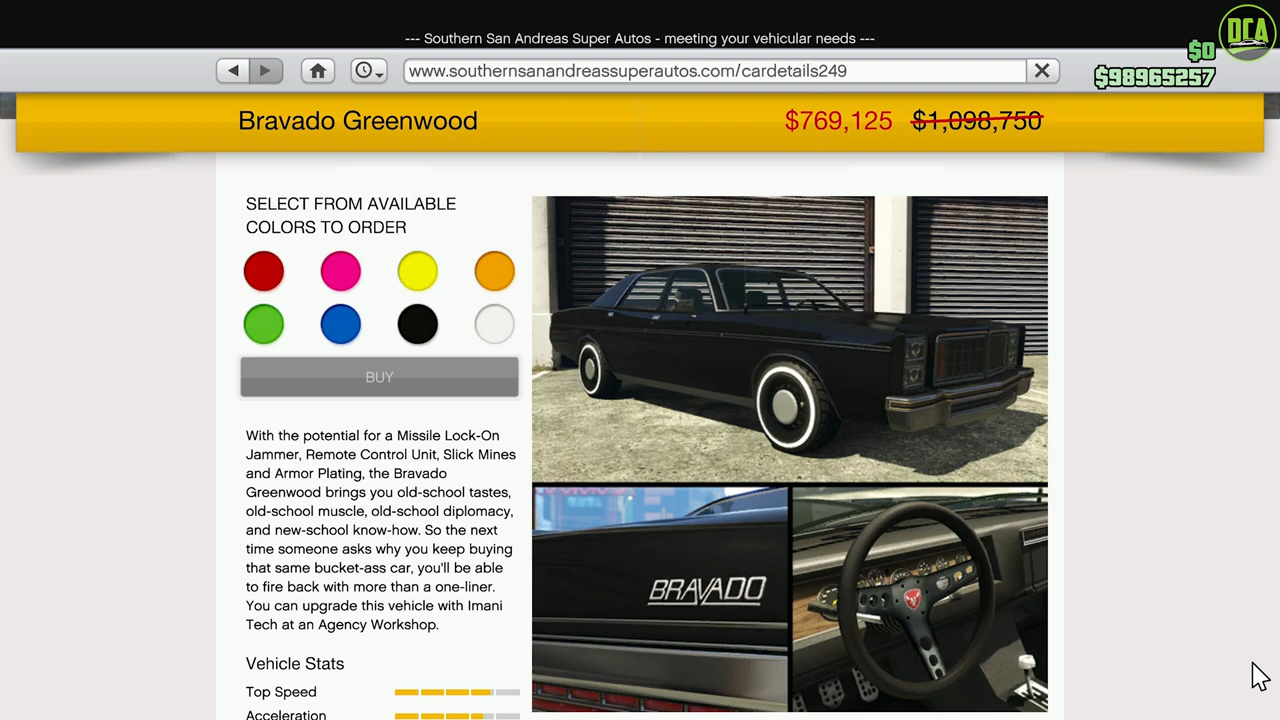 --- Southern San Andreas Super Autos - meeting your vehicular needs ---
DCA
$0
www.southernsanandreassuperautos.com/cardetails249
$98965257
Bravado Greenwood
$769,125 $1,098,750
SELECT FROM AVAILABLE
COLORS TO ORDER
BUY
With the potential for a Missile Lock-On
Jammer, Remote Control Unit, Slick Mines
and Armor Plating, the Bravado
Greenwood brings you old-school tastes,
old-school muscle, old-school diplomacy,
and new-school know-how. So the next
time someone asks why you keep buying
that same bucket-ass car, you'll be able
to fire back with more than a one-liner.
You can upgrade this vehicle with Imani
Tech at an Agency Workshop.
BRAVADO
Vehicle Stats
Top Speed
Acceleration